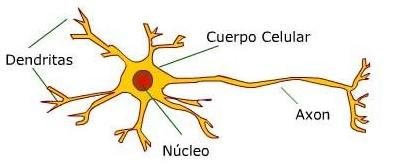 Cuerpo Celular
Dendritas
Axon
Núcleo